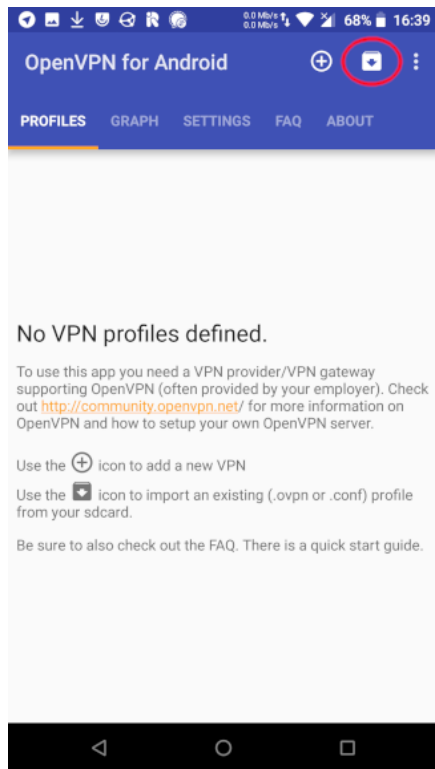 0.0 Mb/s
0.0 Mb/s
68%
16:39
OpenVPN for Android
PROFILES GRAPH SETTINGS FAQ ABOUT
No VPN profiles defined.
To use this app you need a VPN provider/VPN gateway
supporting OpenVPN (often provided by your employer). Check
out http://community.openvpn.net/ for more information on
OpenVPN and how to setup your own OpenVPN server.
Use the icon to add a new VPN
Use the icon to import an existing (.ovpn or .conf) profile
from your sdcard.
Be sure to also check out the FAQ. There is a quick start guide.